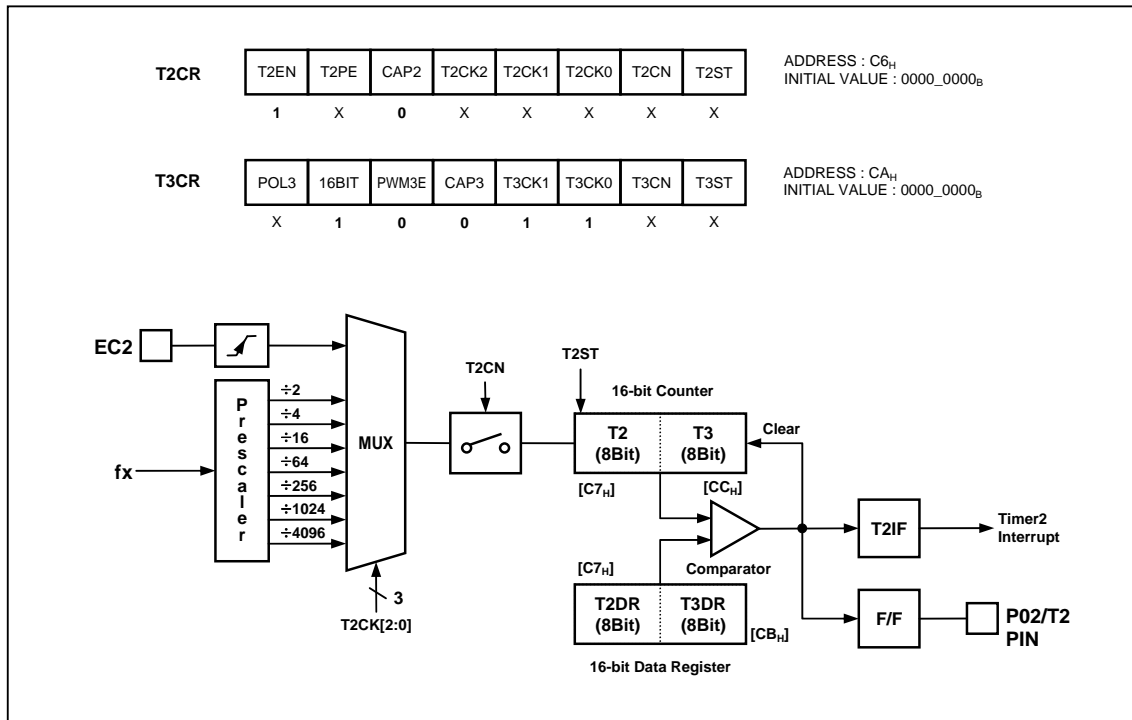 T2CR T2EN T2PE CAP2 T2CK2 T2CK1 T2CK0 T2CN T2ST
ADDRESS : C6H
INITIAL VALUE : 0000_0000B
1 X 0 X X X X X
T3CR POL3 16BIT PWM3E CAP3 T3CK1 T3CK0 T3CN T3ST
ADDRESS : CAH
INITIAL VALUE : 0000_0000B
X 1 0 0 1 1 X X
EC2
fx
Prescaler
÷2
÷4
÷16
÷64
÷256
÷1024
÷4096
MUX
3
T2CK[2:0]
T2CN
T2ST
16-bit Counter
T2
(8Bit)
T3
(8Bit)
Clear
[C7H]
[CCH]
Comparator
[C7H]
T2DR
(8Bit)
T3DR
(8Bit)
[CBH]
16-bit Data Register
T2IF
Timer2
Interrupt
F/F
P02/T2
PIN